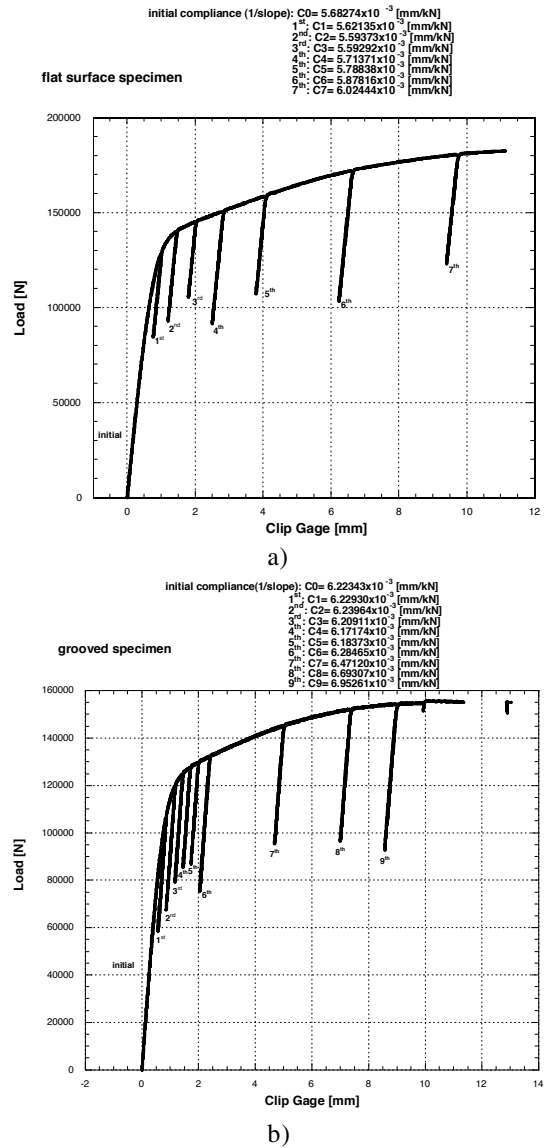 a)
initial compliance (1/slope): C0= 5.68274x10⁻³ [mm/kN]
1st: C1= 5.62135x10⁻³ [mm/kN]
2nd: C2= 5.59373x10⁻³ [mm/kN]
3rd: C3= 5.59292x10⁻³ [mm/kN]
4th: C4= 5.71371x10⁻³ [mm/kN]
5th: C5= 5.78838x10⁻³ [mm/kN]
6th: C6= 5.87816x10⁻³ [mm/kN]
7th: C7= 6.02444x10⁻³ [mm/kN]
flat surface specimen
200000
150000
100000
50000
0
Load [N]
initial
1st
2nd
3rd
4th
5th
6th
7th
0 2 4 6 8 10 12
Clip Gage [mm]
a)
initial compliance(1/slope): C0= 6.22343x10⁻³ [mm/kN]
1st: C1= 6.22930x10⁻³ [mm/kN]
2nd: C2= 6.23964x10⁻³ [mm/kN]
3rd: C3= 6.20911x10⁻³ [mm/kN]
4th: C4= 6.17174x10⁻³ [mm/kN]
5th: C5= 6.18373x10⁻³ [mm/kN]
6th: C6= 6.28465x10⁻³ [mm/kN]
7th: C7= 6.47120x10⁻³ [mm/kN]
8th: C8= 6.69307x10⁻³ [mm/kN]
9th: C9= 6.95261x10⁻³ [mm/kN]
grooved specimen
160000
140000
120000
100000
80000
60000
40000
20000
0
Load [N]
initial
1st
2nd
3rd
4th
5th
6th
7th
8th
9th
-2 0 2 4 6 8 10 12 14
Clip Gage [mm]
b)